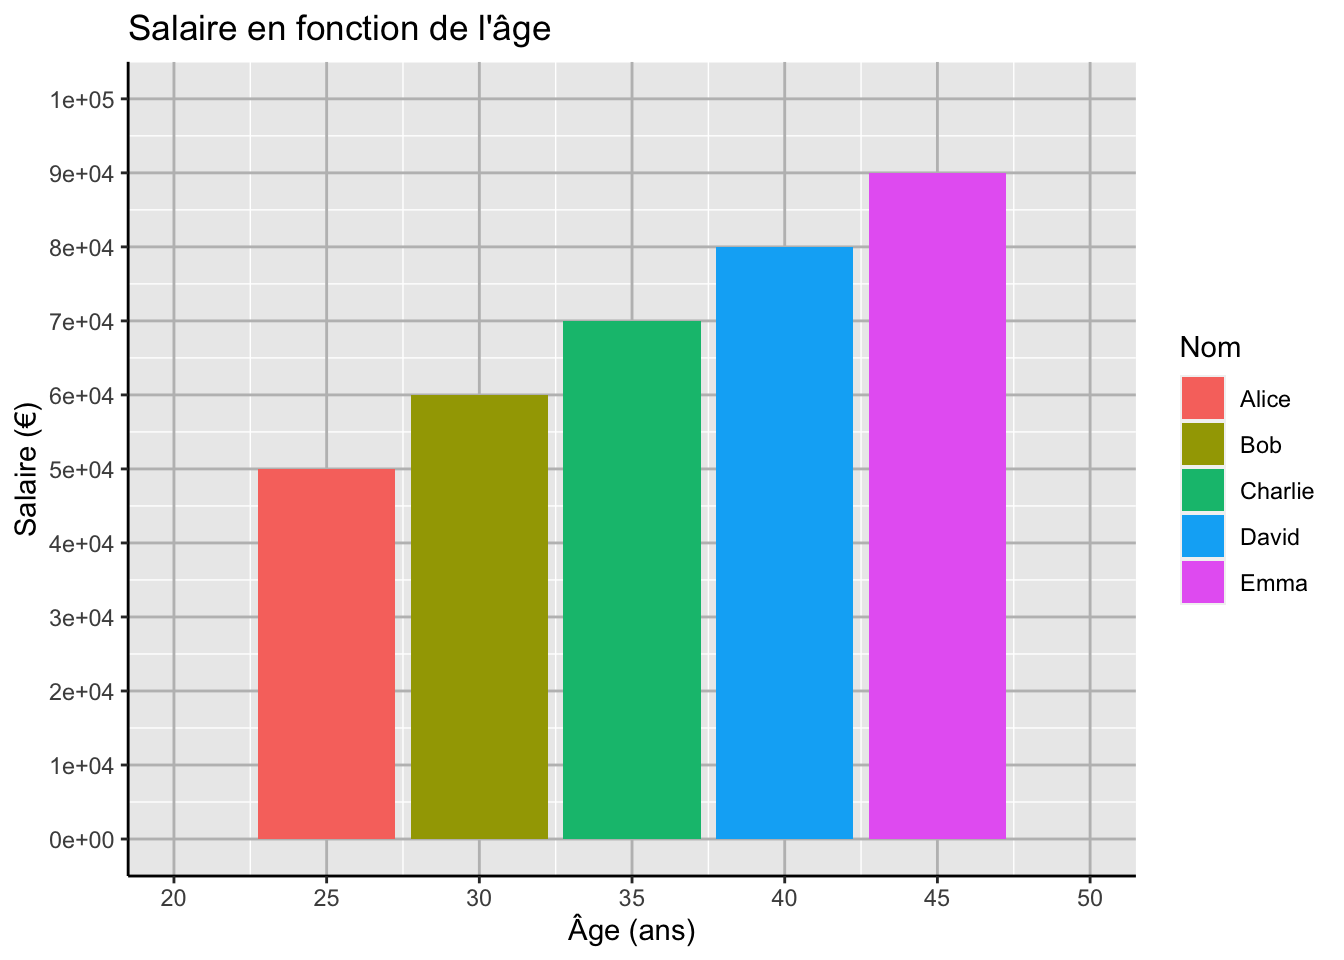 Salaire en fonction de l'âge
1e+05
9e+04
8e+04
7e+04
6e+04
5e+04
4e+04
3e+04
2e+04
1e+04
0e+00
Salaire (€)
20 25 30 35 40 45 50
Âge (ans)
Nom
Alice
Bob
Charlie
David
Emma